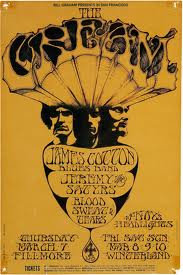 BILL GRAHAM PRESENTS IN SAN FRANCISCO
THE
CREAM
JAMES COTTON
BLUES BAND
JEREMY AND THE
SATYRS
BLOOD
SWEAT &
TEARS
THURSDAY
MARCH 7
FILLMORE
FRI SAT SUN
MAR 8-9-10
WINTERLAND
TICKETS